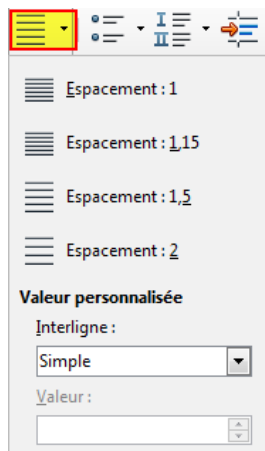 Espacement : 1
Espacement : 1,15
Espacement : 1,5
Espacement : 2
Valeur personnalisée
Interligne :
Simple
Valeur :